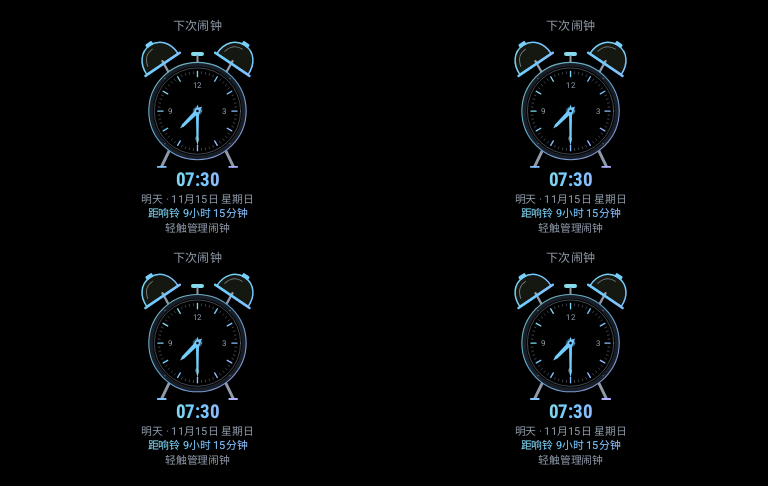 下次闹钟
12
9 3
07:30
明天 · 11月15日 星期日
距响铃 9小时 15分钟
轻触管理闹钟
下次闹钟
12
9 3
07:30
明天 · 11月15日 星期日
距响铃 9小时 15分钟
轻触管理闹钟
下次闹钟
12
9 3
07:30
明天 · 11月15日 星期日
距响铃 9小时 15分钟
轻触管理闹钟
下次闹钟
12
9 3
07:30
明天 · 11月15日 星期日
距响铃 9小时 15分钟
轻触管理闹钟